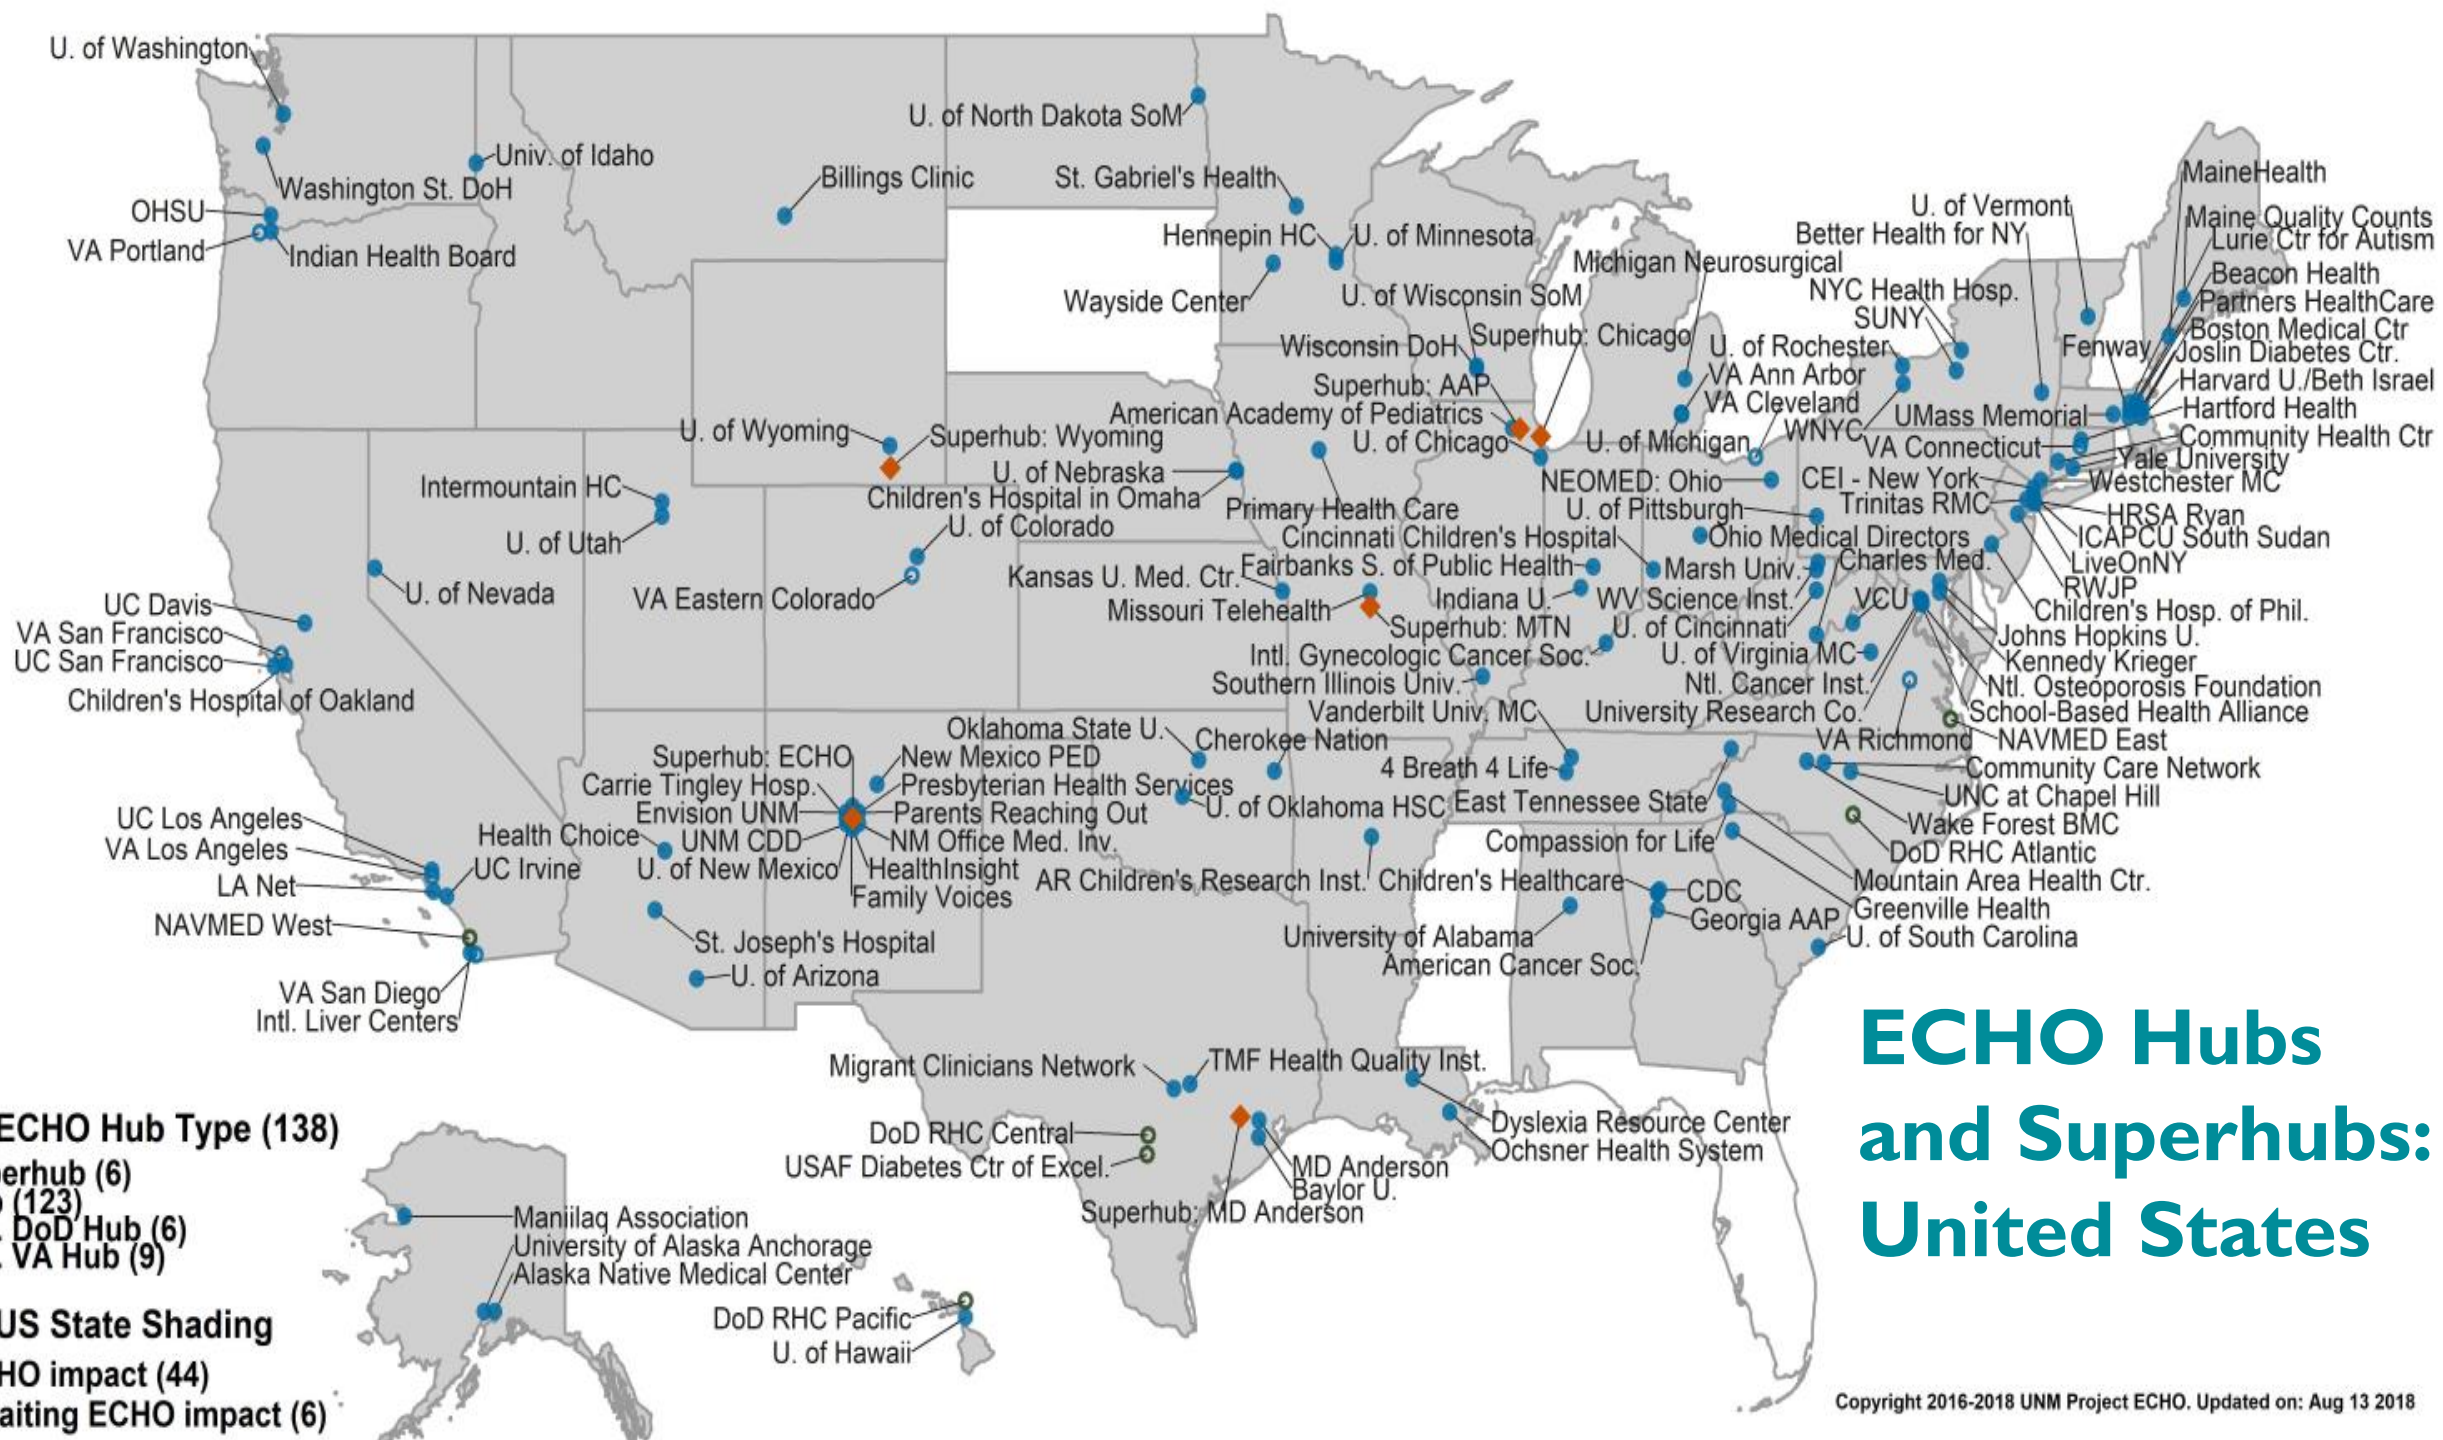 U. of Washington
U. of North Dakota SoM
Univ. of Idaho
Washington St. DoH
Billings Clinic
St. Gabriel's Health
MaineHealth
OHSU
VA Portland
Indian Health Board
Hennepin HC
U. of Minnesota
U. of Vermont
Better Health for NY
Maine Quality Counts
Lurie Ctr for Autism
Michigan Neurosurgical
Beacon Health
Wayside Center
U. of Wisconsin SoM
NYC Health Hosp.
Partners HealthCare
SUNY
Boston Medical Ctr
Wisconsin DoH
Superhub: Chicago
U. of Rochester
Fenway
Joslin Diabetes Ctr.
Superhub: AAP
VA Ann Arbor
Harvard U./Beth Israel
American Academy of Pediatrics
VA Cleveland
UMass Memorial
Hartford Health
U. of Wyoming
Superhub: Wyoming
U. of Chicago
U. of Michigan
WNYC
VA Connecticut
Community Health Ctr
Yale University
U. of Nebraska
NEOMED: Ohio
CEI - New York
Westchester MC
Intermountain HC
Children's Hospital in Omaha
Primary Health Care
U. of Pittsburgh
Trinitas RMC
HRSA Ryan
U. of Colorado
Cincinnati Children's Hospital
Ohio Medical Directors
ICAPCU South Sudan
U. of Utah
Fairbanks S. of Public Health
Marsh Univ.
Charles Med.
LiveOnNY
Kansas U. Med. Ctr.
RWJP
U. of Nevada
VA Eastern Colorado
Missouri Telehealth
Indiana U.
WV Science Inst.
VCU
Children's Hosp. of Phil.
UC Davis
Superhub: MTN
U. of Cincinnati
Johns Hopkins U.
VA San Francisco
UC San Francisco
Intl. Gynecologic Cancer Soc.
U. of Virginia MC
Kennedy Krieger
Children's Hospital of Oakland
Southern Illinois Univ.
Ntl. Cancer Inst.
Ntl. Osteoporosis Foundation
Vanderbilt Univ. MC
University Research Co.
School-Based Health Alliance
Oklahoma State U.
Cherokee Nation
VA Richmond
NAVMED East
Superhub: ECHO
New Mexico PED
4 Breath 4 Life
Community Care Network
Carrie Tingley Hosp.
Presbyterian Health Services
UNC at Chapel Hill
Envision UNM
Parents Reaching Out
U. of Oklahoma HSC
East Tennessee State
UC Los Angeles
Wake Forest BMC
Health Choice
UNM CDD
NM Office Med. Inv.
Compassion for Life
DoD RHC Atlantic
VA Los Angeles
UC Irvine
U. of New Mexico
HealthInsight
LA Net
AR Children's Research Inst.
Children's Healthcare
CDC
Mountain Area Health Ctr.
Family Voices
Georgia AAP
Greenville Health
NAVMED West
St. Joseph's Hospital
University of Alabama
U. of South Carolina
American Cancer Soc.
U. of Arizona
VA San Diego
Intl. Liver Centers
Migrant Clinicians Network
TMF Health Quality Inst.
DoD RHC Central
Dyslexia Resource Center
USAF Diabetes Ctr of Excel.
Ochsner Health System
MD Anderson
Baylor U.
Superhub: MD Anderson
ECHO Hubs
and Superhubs:
United States
ECHO Hub Type (138)
erhub (6)
(123)
DoD Hub (6)
VA Hub (9)
US State Shading
HO impact (44)
aiting ECHO impact (6)
Maniilaq Association
University of Alaska Anchorage
Alaska Native Medical Center
DoD RHC Pacific
U. of Hawaii
Copyright 2016-2018 UNM Project ECHO. Updated on: Aug 13 2018